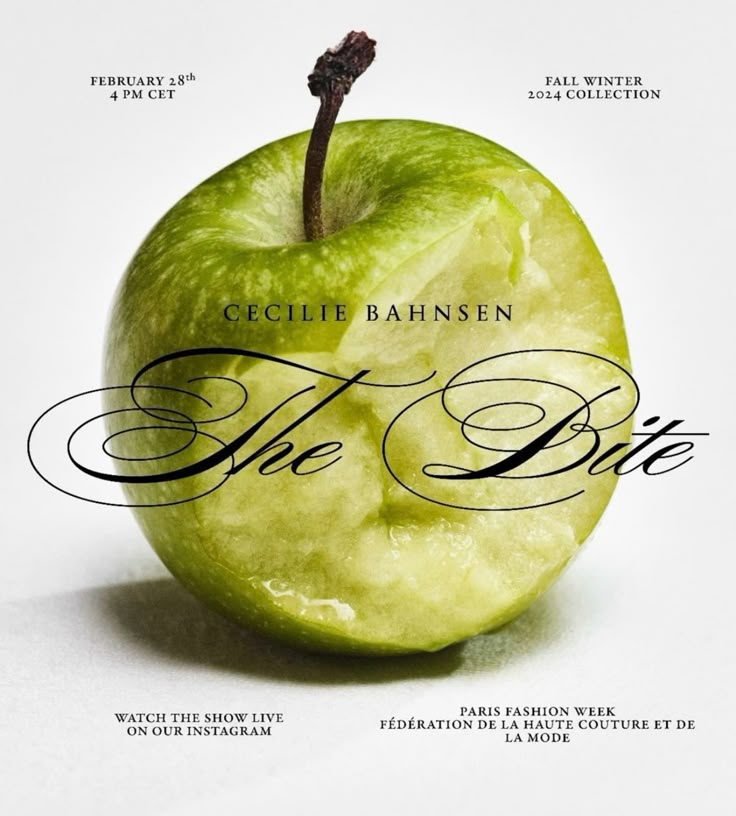 FEBRUARY 28th
4 PM CET
FALL WINTER
2024 COLLECTION
CECILIE BAHNSEN
The Bite
WATCH THE SHOW LIVE
ON OUR INSTAGRAM
PARIS FASHION WEEK
FÉDÉRATION DE LA HAUTE COUTURE ET DE
LA MODE